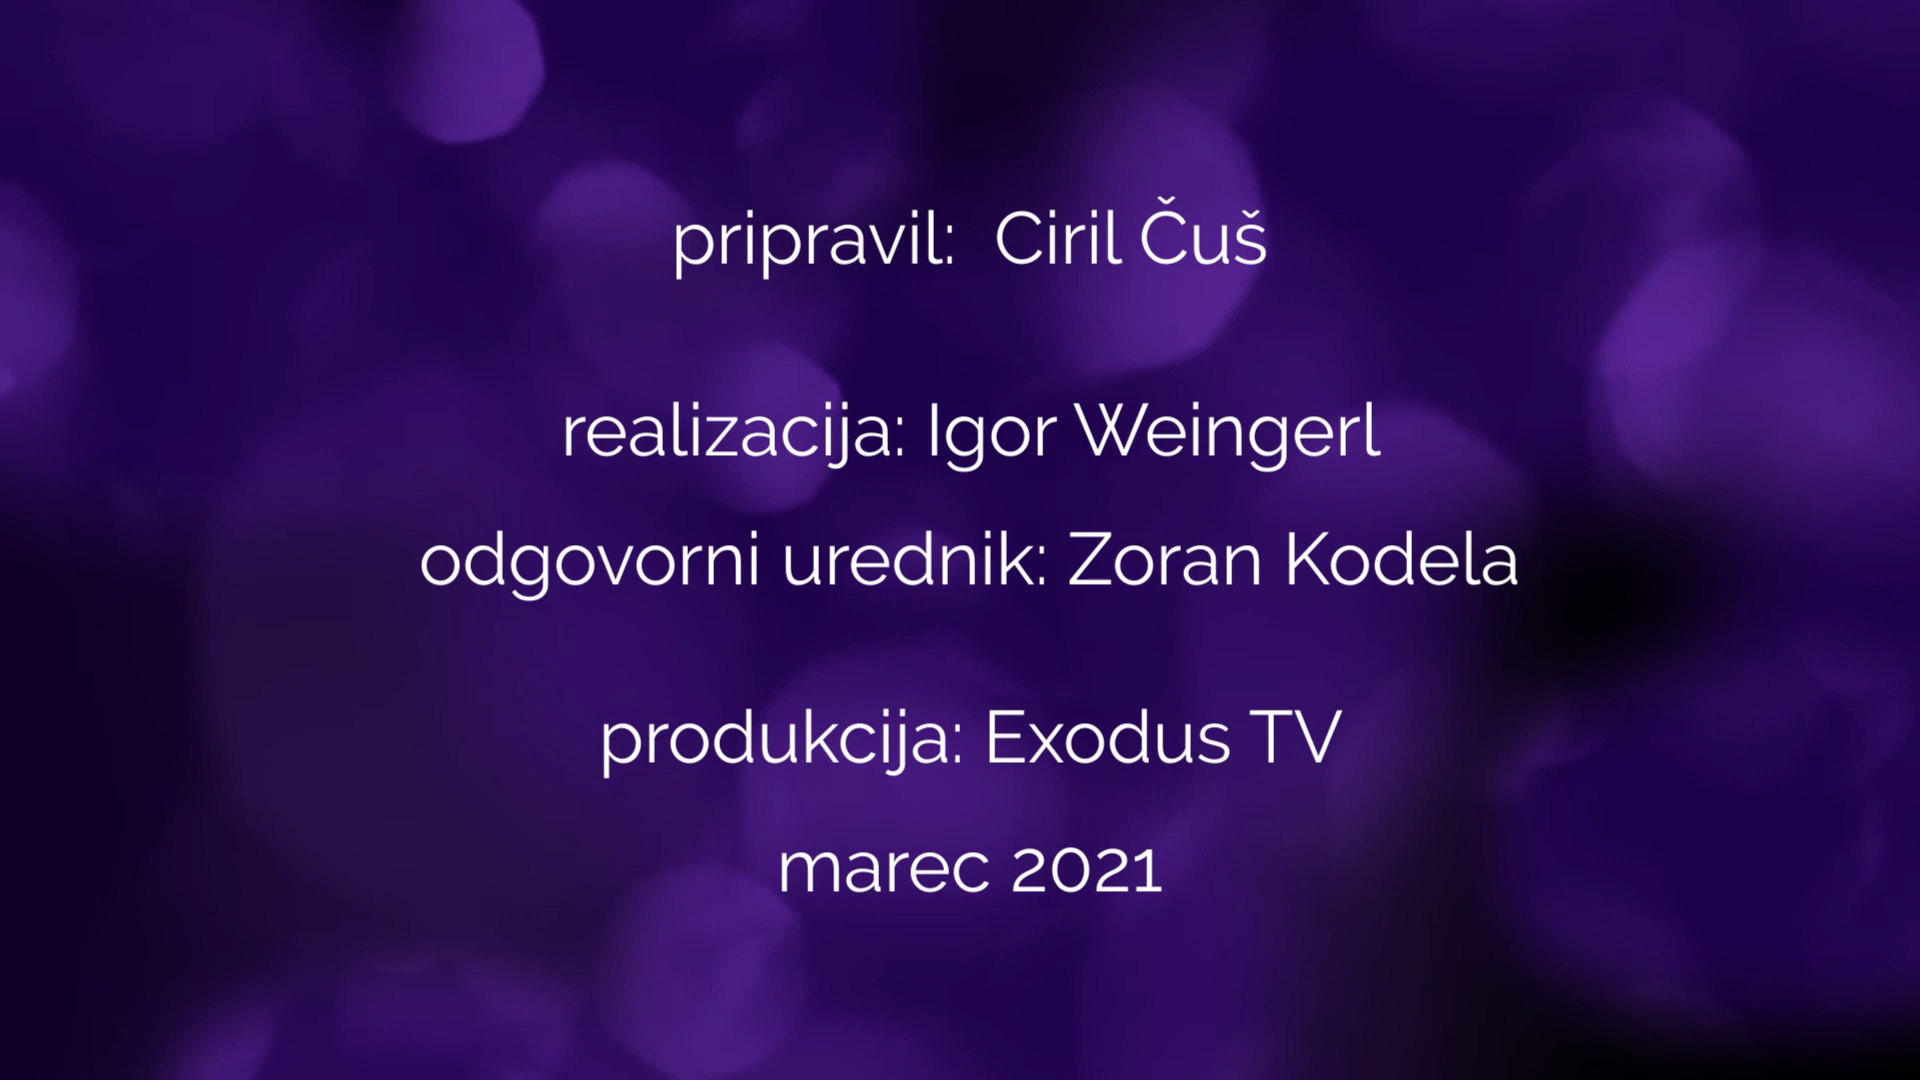 pripravil: Ciril Čuš
realizacija: Igor Weingerl
odgovorni urednik: Zoran Kodela
produkcija: Exodus TV
marec 2021